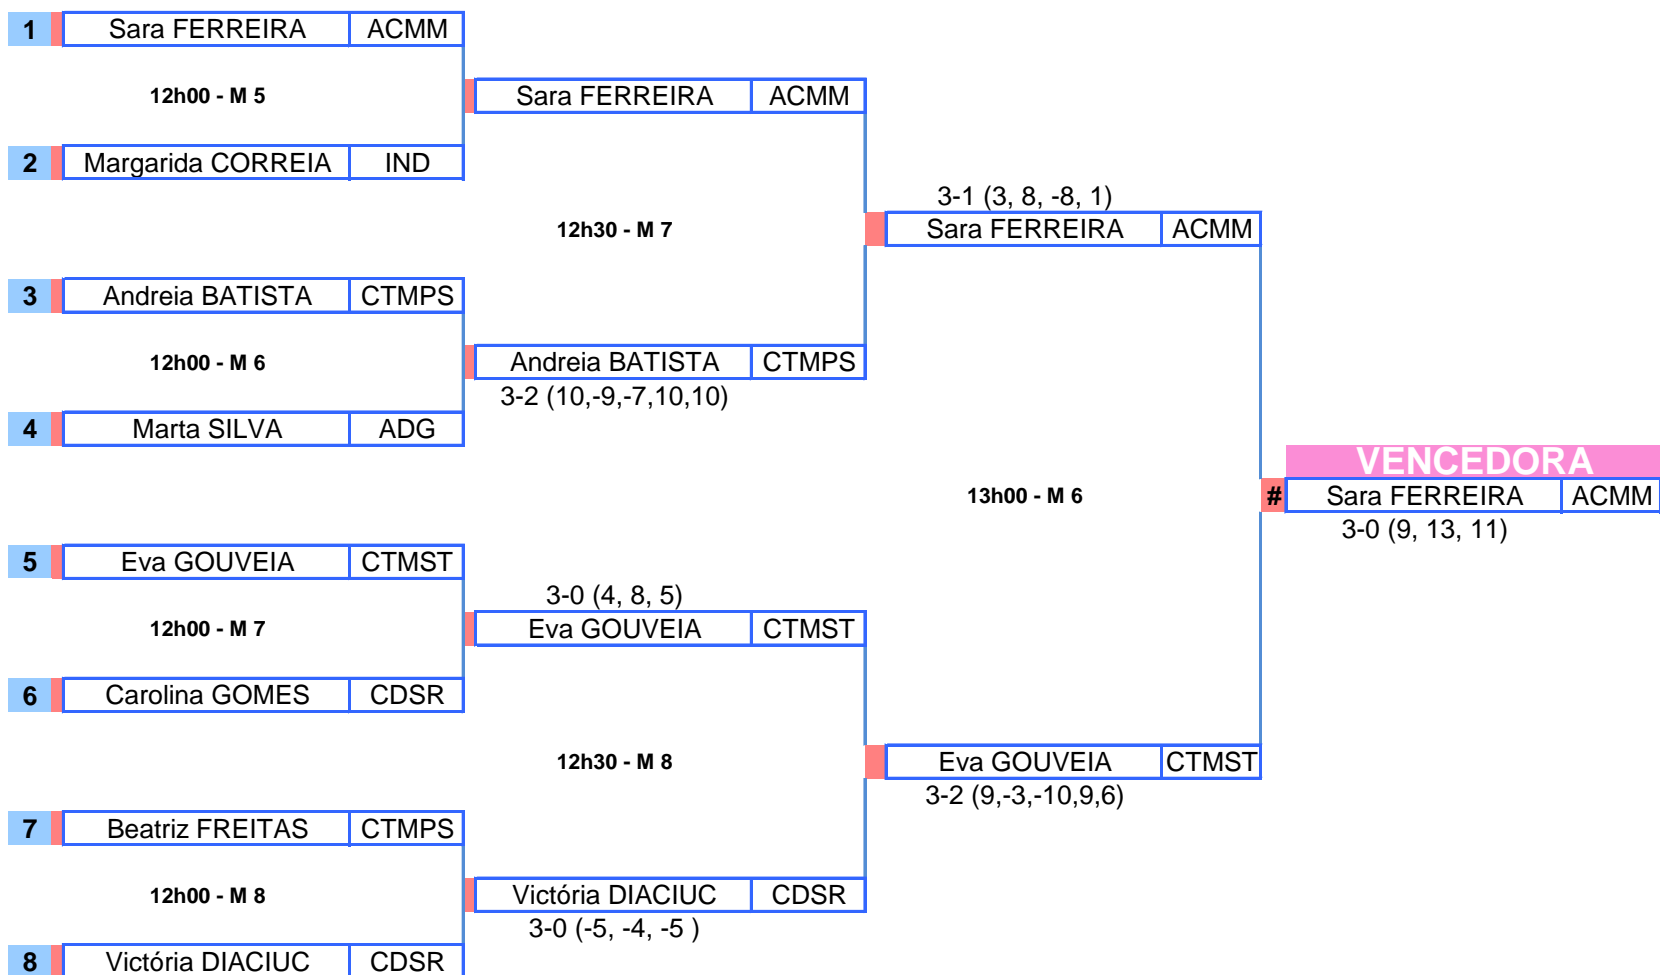 1 Sara FERREIRA ACMM
12h00 - M 5
Sara FERREIRA ACMM
2 Margarida CORREIA IND
3-1 (3, 8, -8, 1)
12h30 - M 7
Sara FERREIRA ACMM
3 Andreia BATISTA CTMPS
12h00 - M 6
Andreia BATISTA CTMPS
3-2 (10,-9,-7,10,10)
4 Marta SILVA ADG
VENCEDORA
13h00 - M 6
# Sara FERREIRA ACMM
3-0 (9, 13, 11)
5 Eva GOUVEIA CTMST
3-0 (4, 8, 5)
12h00 - M 7
Eva GOUVEIA CTMST
6 Carolina GOMES CDSR
12h30 - M 8
Eva GOUVEIA CTMST
3-2 (9,-3,-10,9,6)
7 Beatriz FREITAS CTMPS
12h00 - M 8
Victória DIACIUC CDSR
3-0 (-5, -4, -5 )
8 Victória DIACIUC CDSR